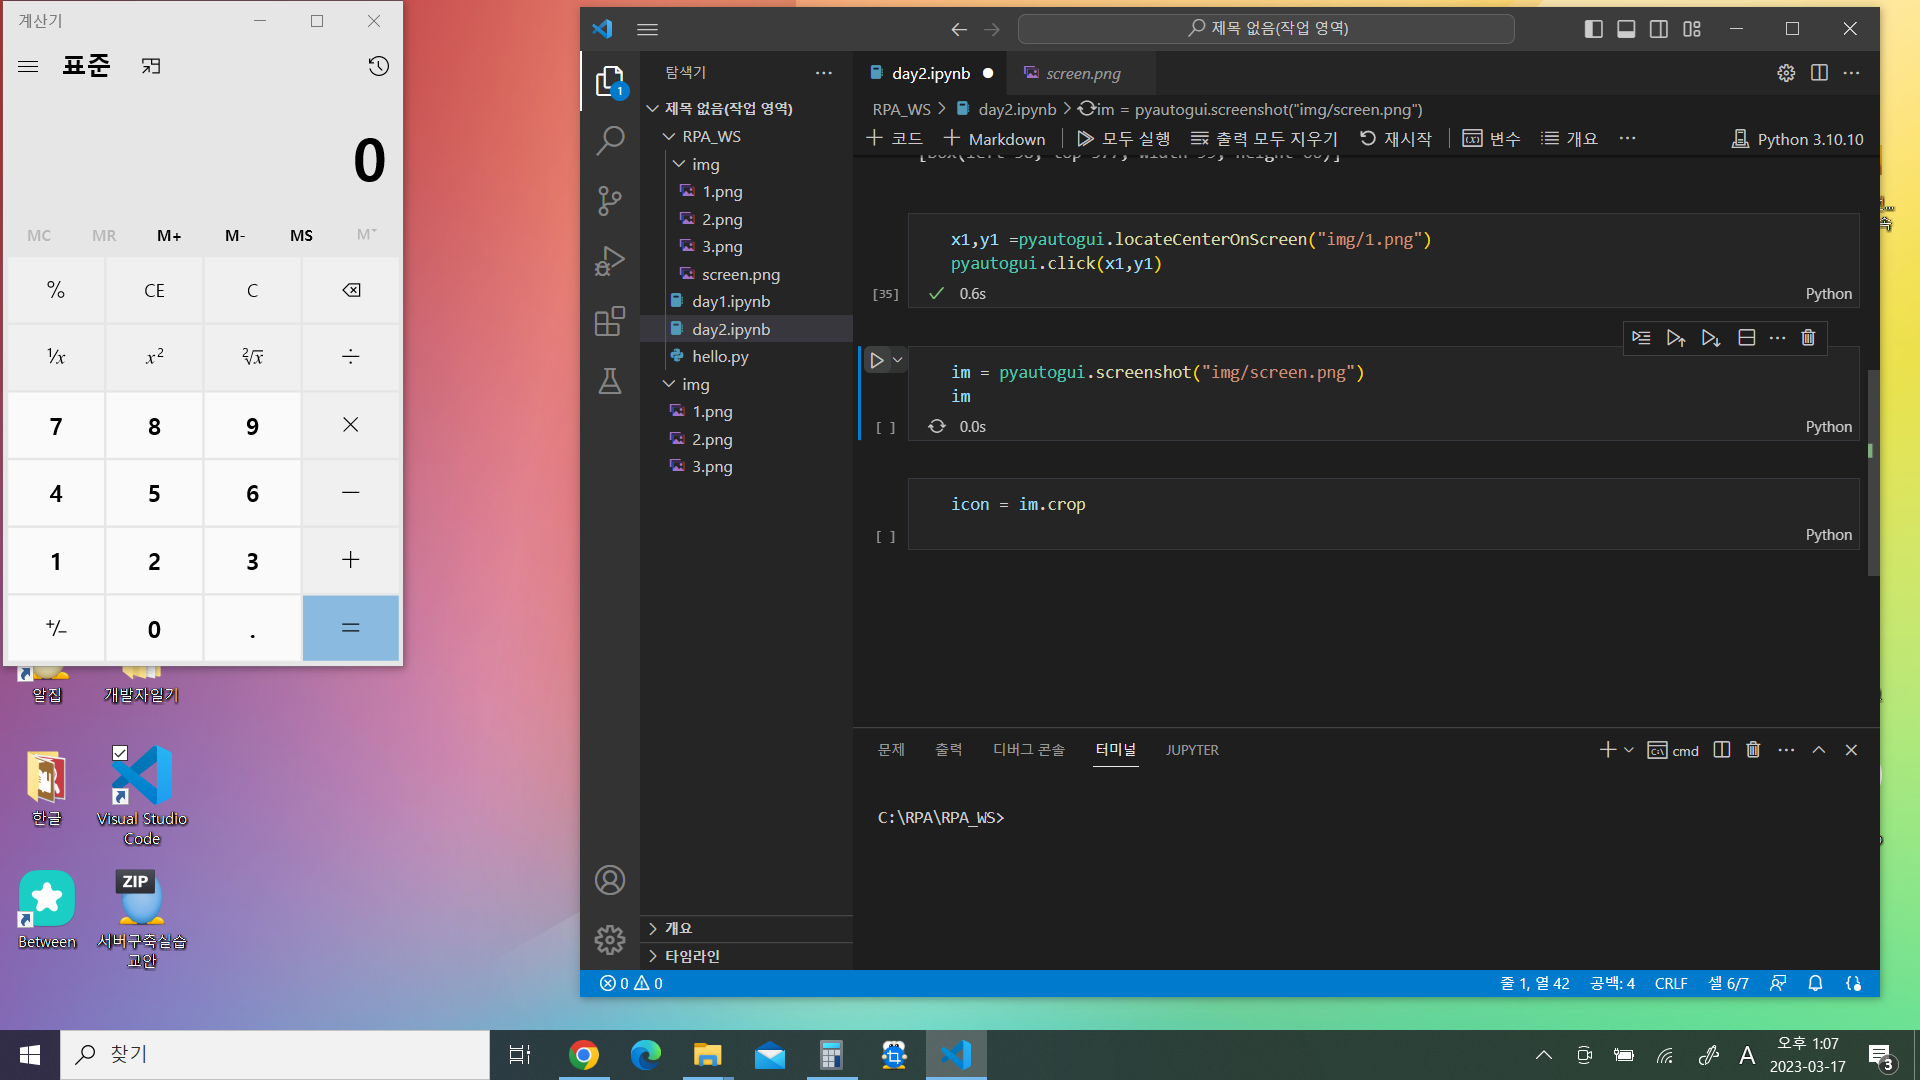 계산기
표준
0
MC MR M+ M- MS M˅
% CE C
⅟x x² ²√x ÷
7 8 9 ×
4 5 6 −
1 2 3 +
+/− 0 . =
알집
개발자일기
한글
Visual Studio
Code
ZIP
Between
서버구축실습
교안
제목 없음(작업 영역)
탐색기
1
제목 없음(작업 영역)
RPA_WS
img
1.png
2.png
3.png
screen.png
day1.ipynb
day2.ipynb
hello.py
img
1.png
2.png
3.png
개요
타임라인
day2.ipynb
screen.png
RPA_WS > day2.ipynb > im = pyautogui.screenshot("img/screen.png")
+ 코드 + Markdown 모두 실행 출력 모두 지우기 재시작 변수 개요 ··· Python 3.10.10
x1,y1 =pyautogui.locateCenterOnScreen("img/1.png")
pyautogui.click(x1,y1)
[35] 0.6s Python
im = pyautogui.screenshot("img/screen.png")
im
[ ] 0.0s Python
icon = im.crop
[ ] Python
문제 출력 디버그 콘솔 터미널 JUPYTER
cmd
C:\RPA\RPA_WS>
0 0
줄 1, 열 42 공백: 4 CRLF 셀 6/7
찾기
A
오후 1:07
2023-03-17
3